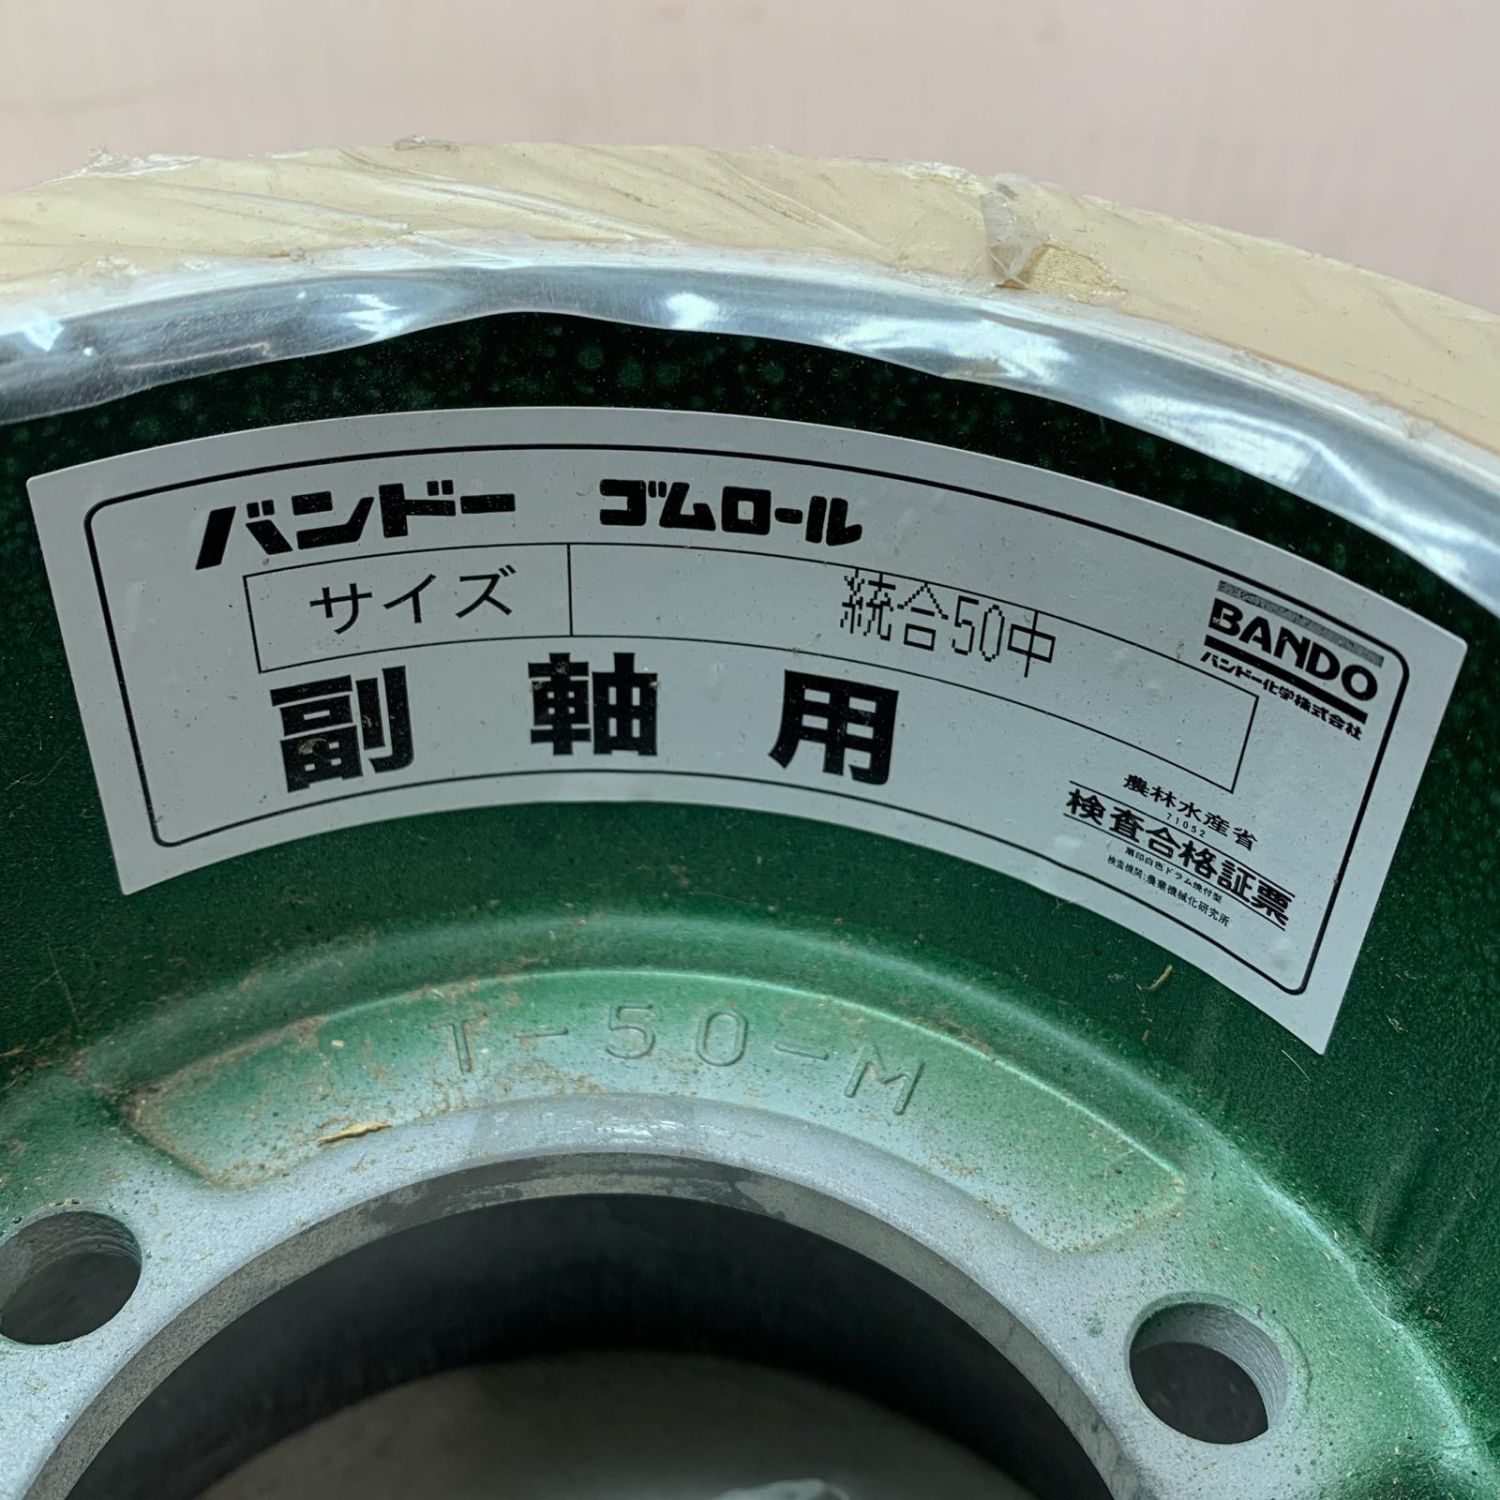 バンドー ゴムロール
サイズ 統合50中
副軸用
BANDO
バンドー化学株式会社
農林水産省
71052
検査合格証票
検査機関:農業機械化研究所
T-50-M